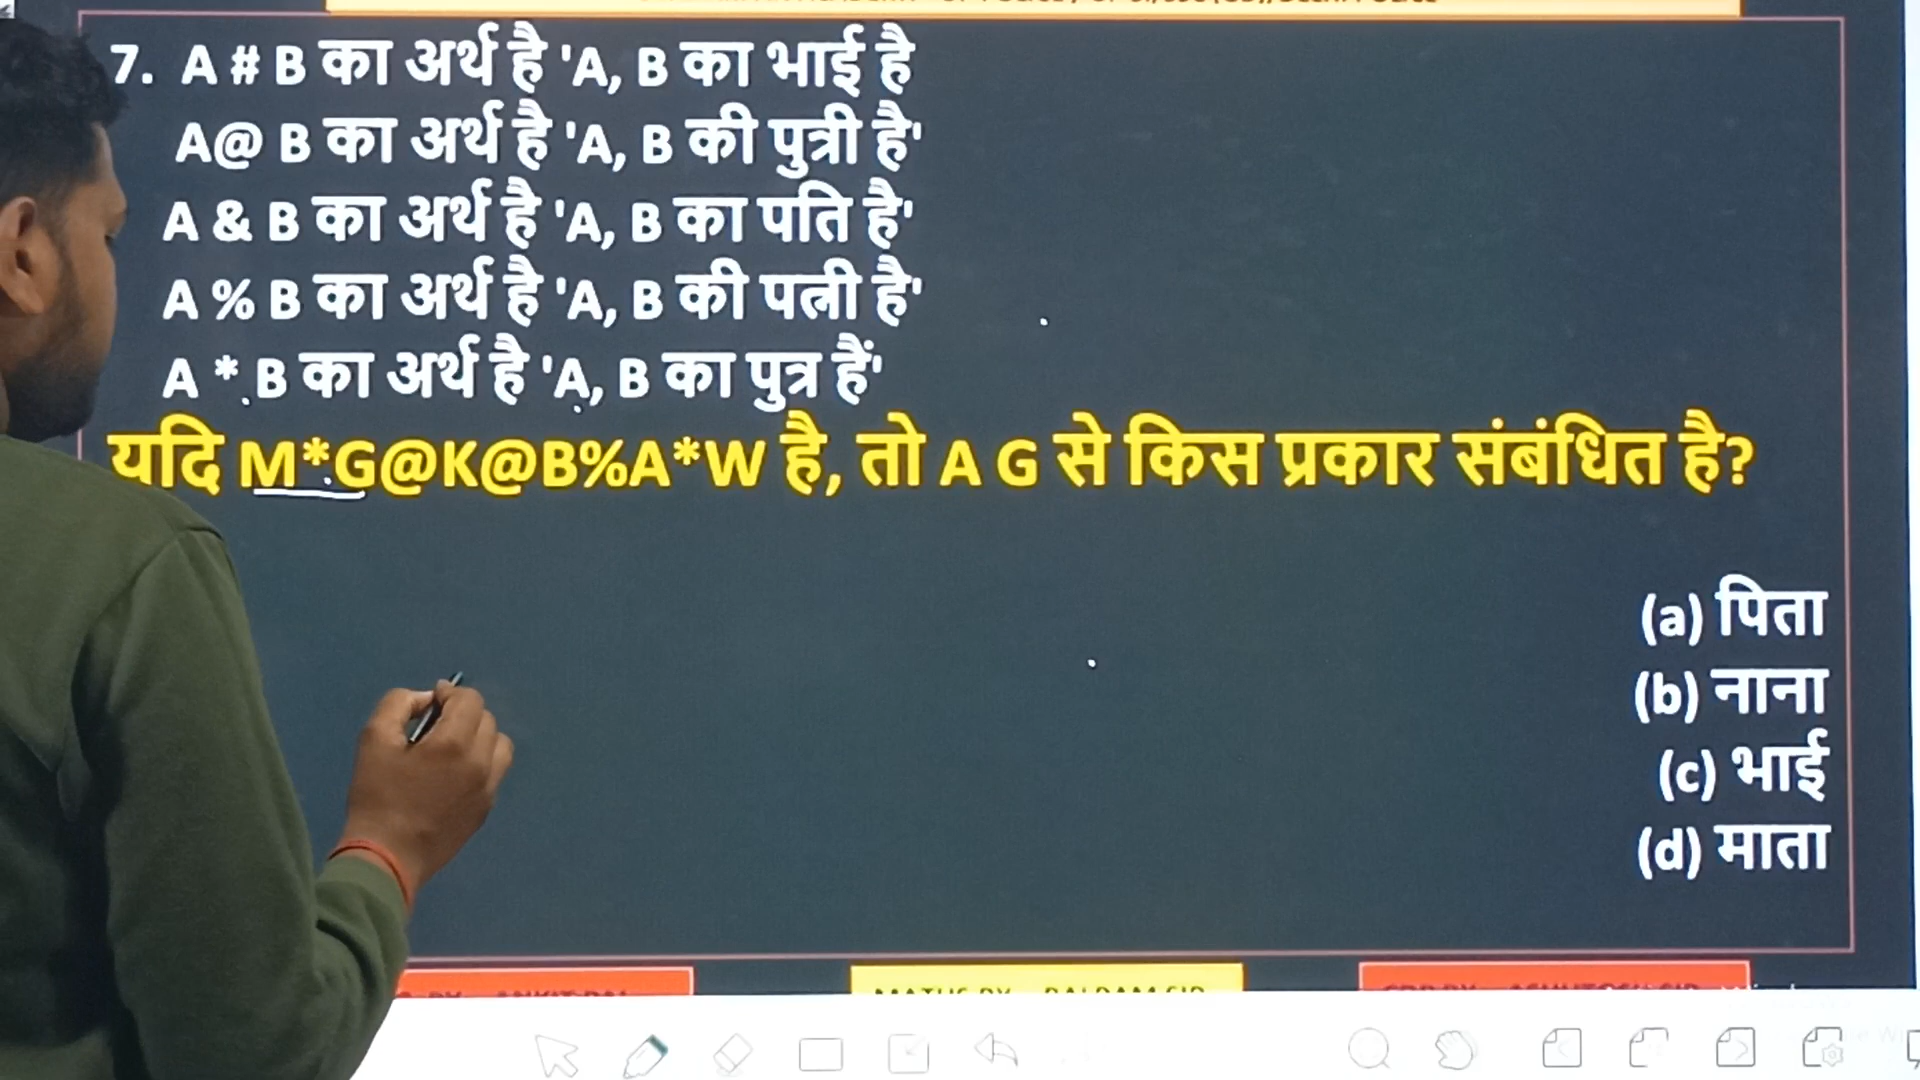 7. A # B का अर्थ है 'A, B का भाई है
A@ B का अर्थ है 'A, B की पुत्री है'
A & B का अर्थ है 'A, B का पति है'
A % B का अर्थ है 'A, B की पत्नी है'
A * B का अर्थ है 'A, B का पुत्र हैं'
यदि M*G@K@B%A*W है, तो A G से किस प्रकार संबंधित है?
(a) पिता
(b) नाना
(c) भाई
(d) माता